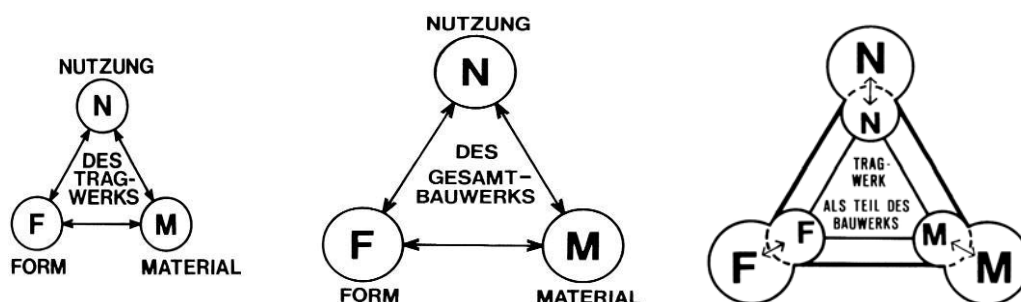 NUTZUNG
N
DES
TRAG-
WERKS
F
M
FORM
MATERIAL
NUTZUNG
N
DES
GESAMT-
BAUWERKS
F
M
FORM
MATERIAL
N
N
TRAG-
WERK
ALS TEIL DES
BAUWERKS
F
M
F
M